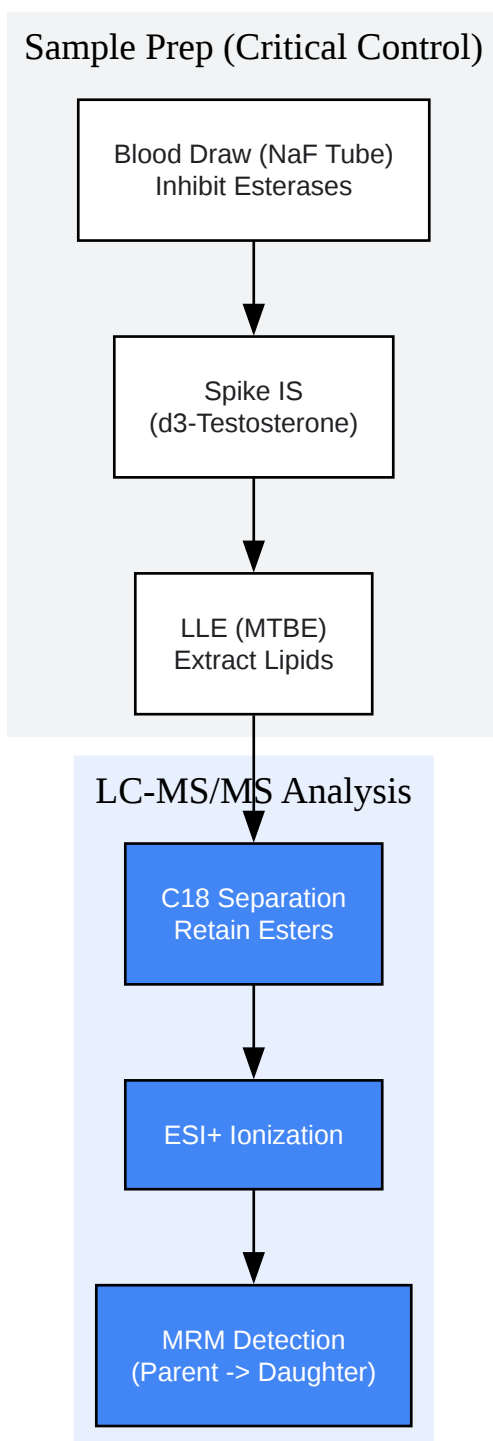 Sample Prep (Critical Control)
Blood Draw (NaF Tube)
Inhibit Esterases
Spike IS
(d3-Testosterone)
LLE (MTBE)
Extract Lipids
LC-MS/MS Analysis
C18 Separation
Retain Esters
ESI+ Ionization
MRM Detection
(Parent -> Daughter)